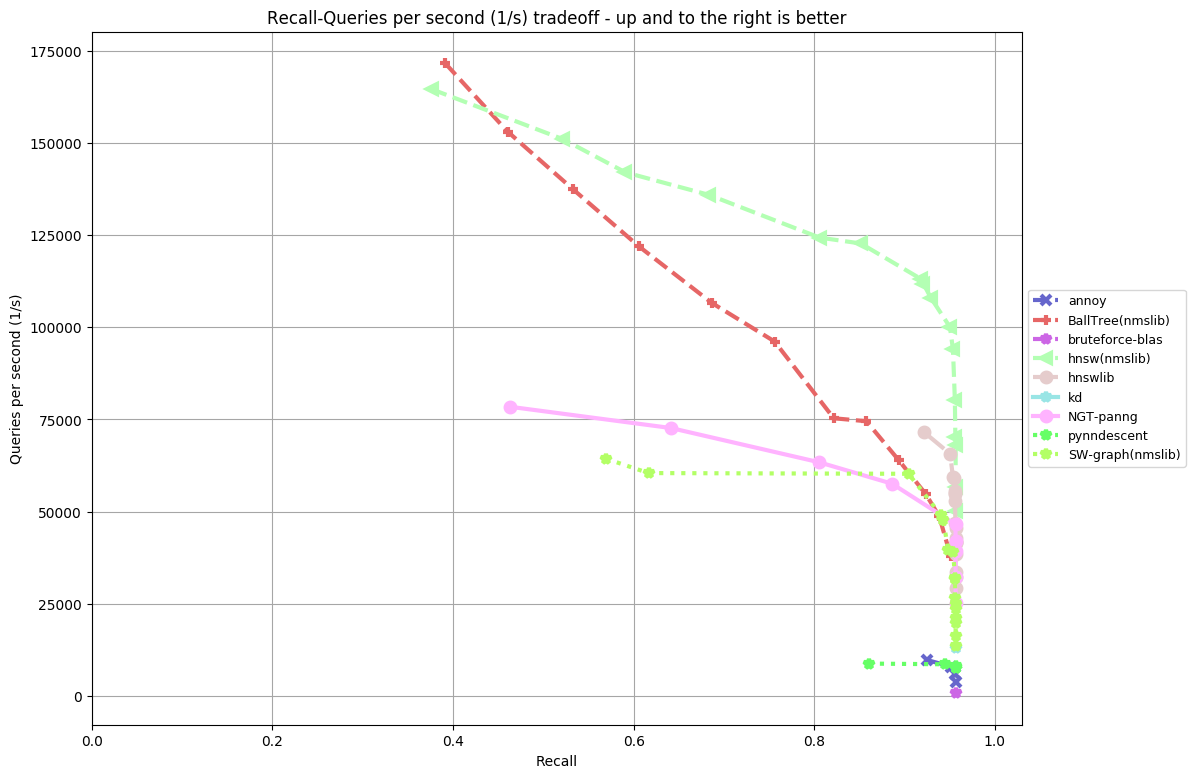 Recall-Queries per second (1/s) tradeoff - up and to the right is better
Queries per second (1/s)
175000
150000
125000
100000
75000
50000
25000
0
0.0
0.2
0.4
0.6
0.8
1.0
Recall
annoy
BallTree(nmslib)
bruteforce-blas
hnsw(nmslib)
hnswlib
kd
NGT-panng
pynndescent
SW-graph(nmslib)